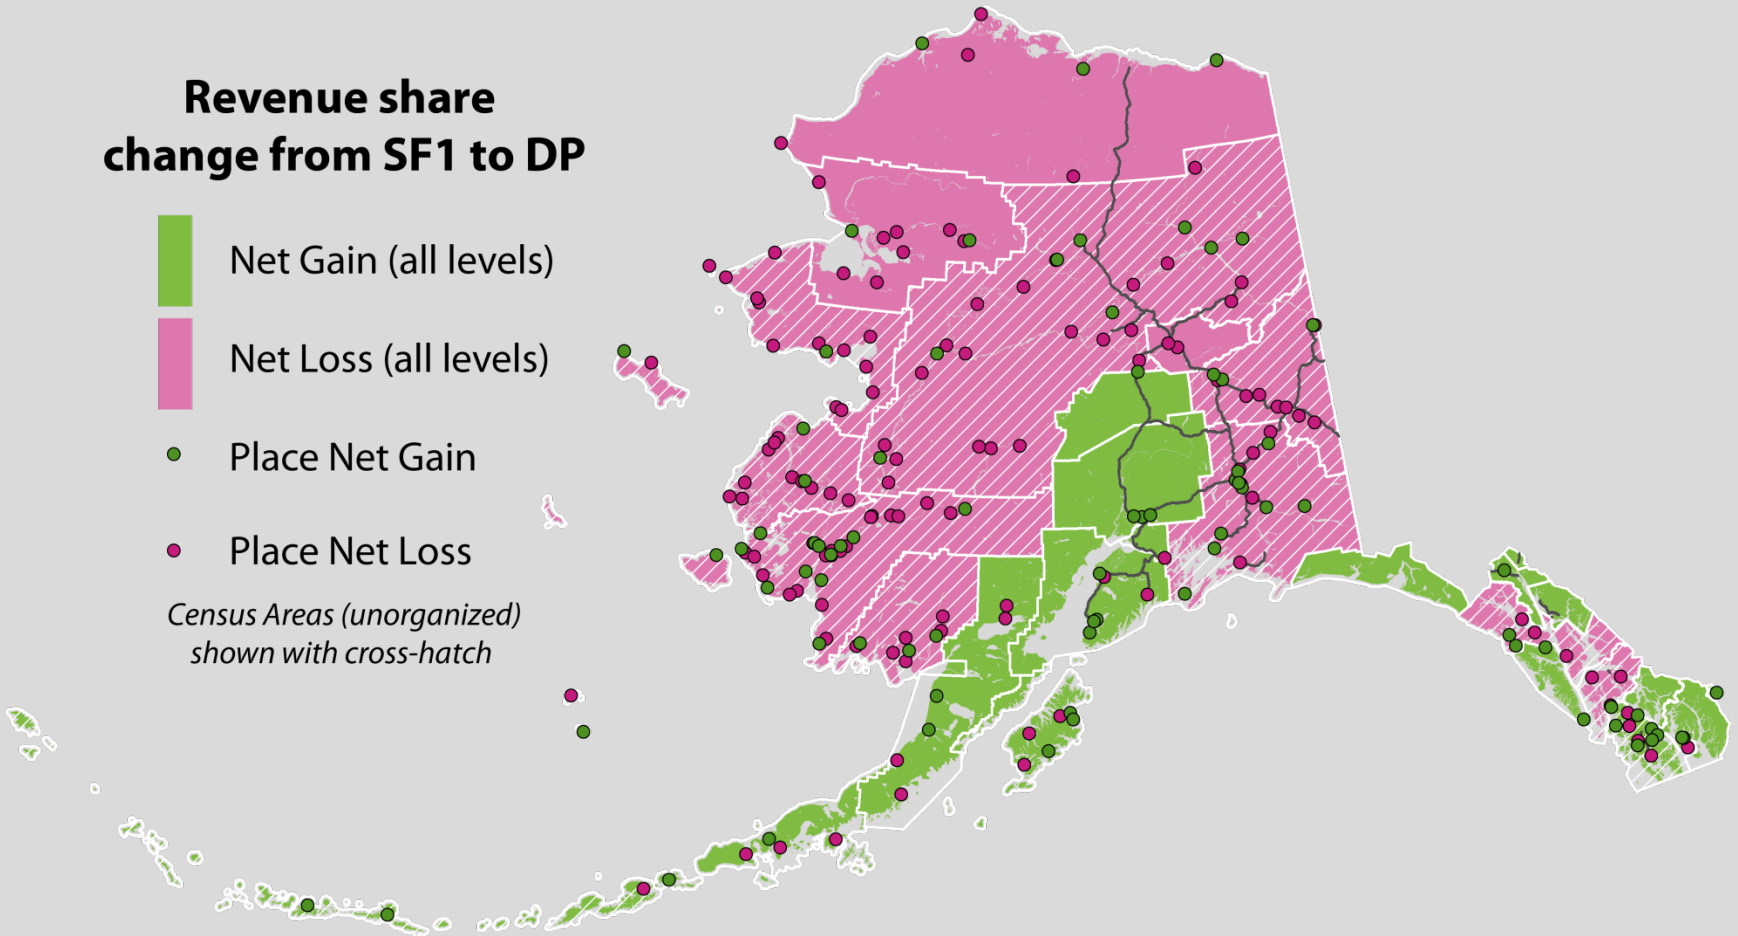 Revenue share
change from SF1 to DP
Net Gain (all levels)
Net Loss (all levels)
Place Net Gain
Place Net Loss
Census Areas (unorganized)
shown with cross-hatch